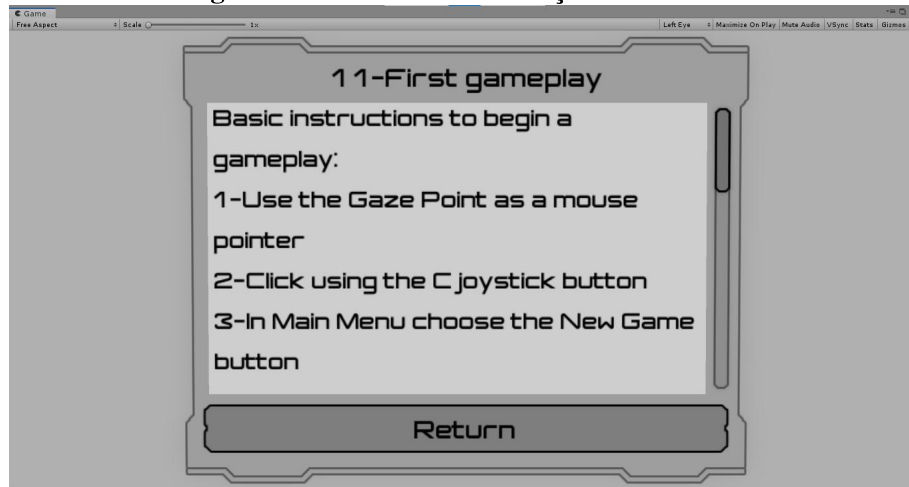 Game
Free Aspect Scale 1x Left Eye Maximize On Play Mute Audio VSync Stats Gizmos
11-First gameplay
Basic instructions to begin a
gameplay:
1-Use the Gaze Point as a mouse
pointer
2-Click using the C joystick button
3-In Main Menu choose the New Game
button
Return